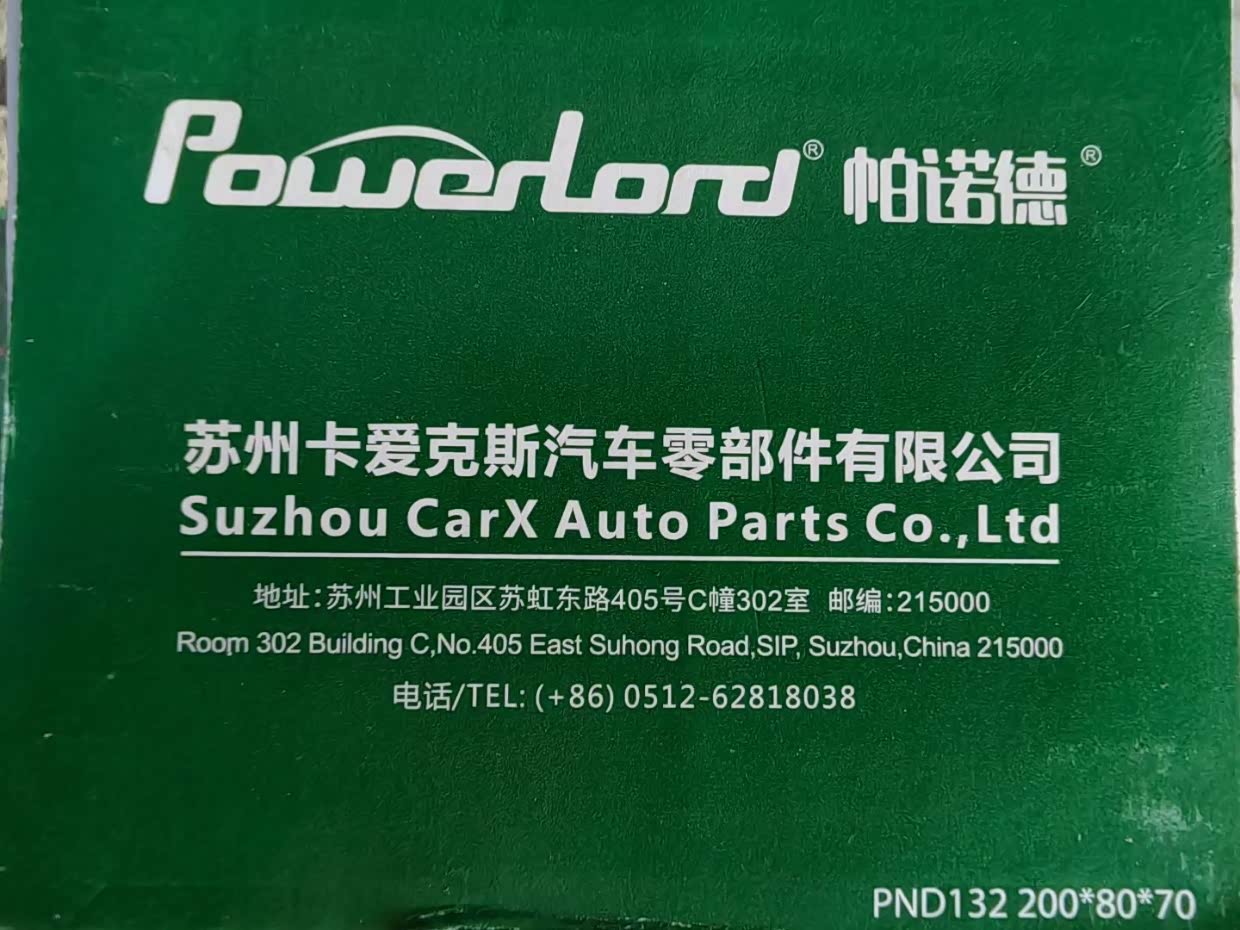 Powerlord® 帕诺德®
苏州卡爱克斯汽车零部件有限公司
Suzhou CarX Auto Parts Co.,Ltd
地址:苏州工业园区苏虹东路405号C幢302室 邮编:215000
Room 302 Building C,No.405 East Suhong Road,SIP, Suzhou,China 215000
电话/TEL: (+86) 0512-62818038
PND132 200*80*70